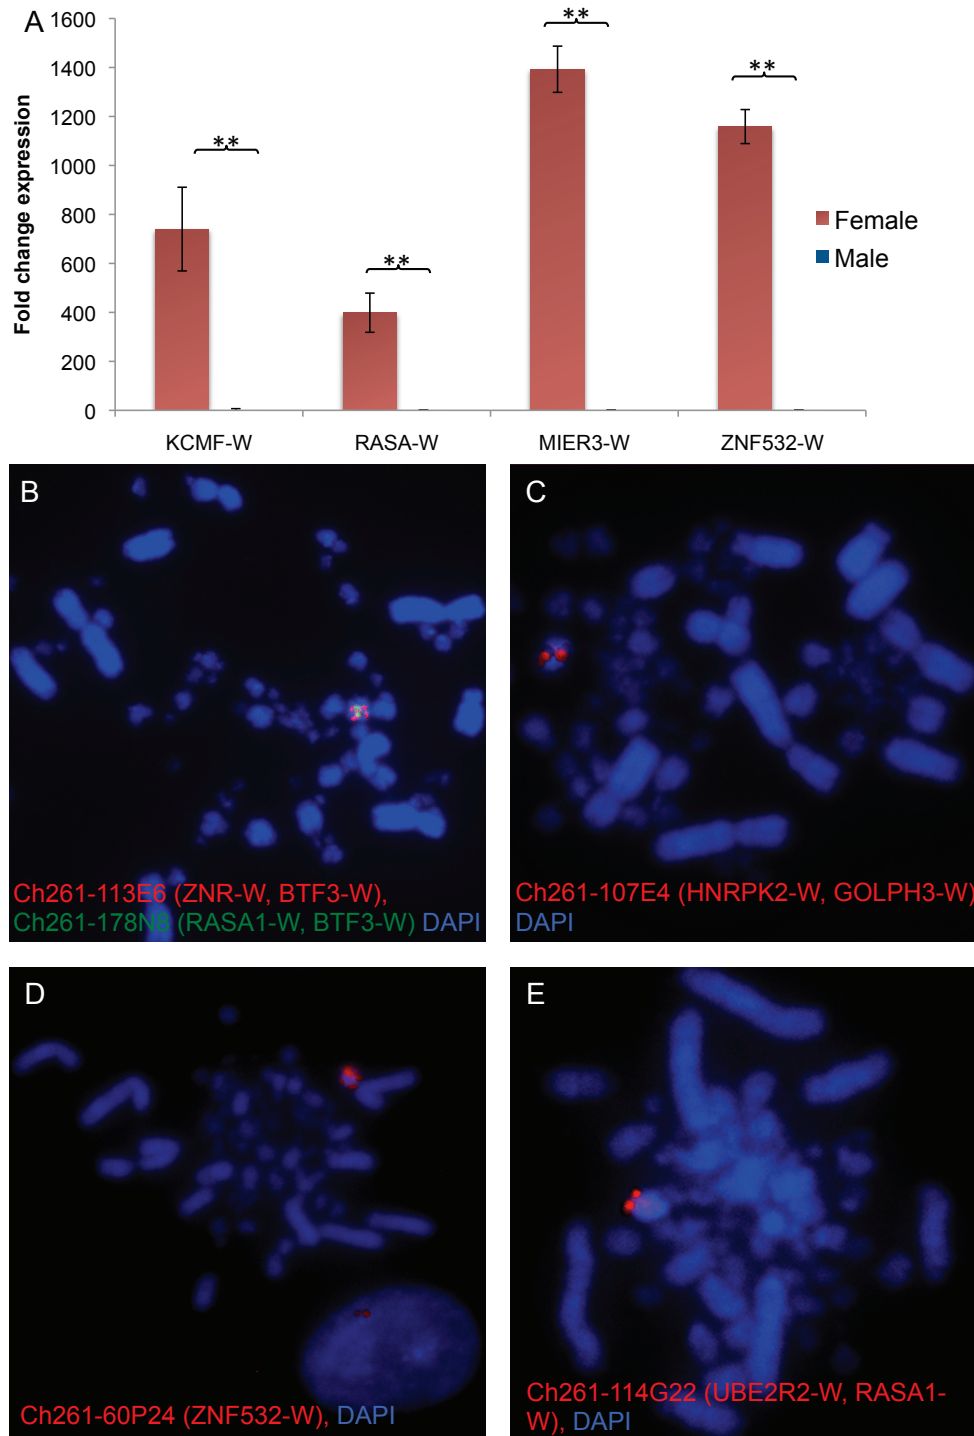 A
1600
1400
1200
1000
800
600
400
200
0
Fold change expression
**
**
**
**
Female
Male
KCMF-W RASA-W MIER3-W ZNF532-W
B
Ch261-113E6 (ZNR-W, BTF3-W),
Ch261-178N8 (RASA1-W, BTF3-W) DAPI
C
Ch261-107E4 (HNRPK2-W, GOLPH3-W)
DAPI
D
Ch261-60P24 (ZNF532-W), DAPI
E
Ch261-114G22 (UBE2R2-W, RASA1-
W), DAPI